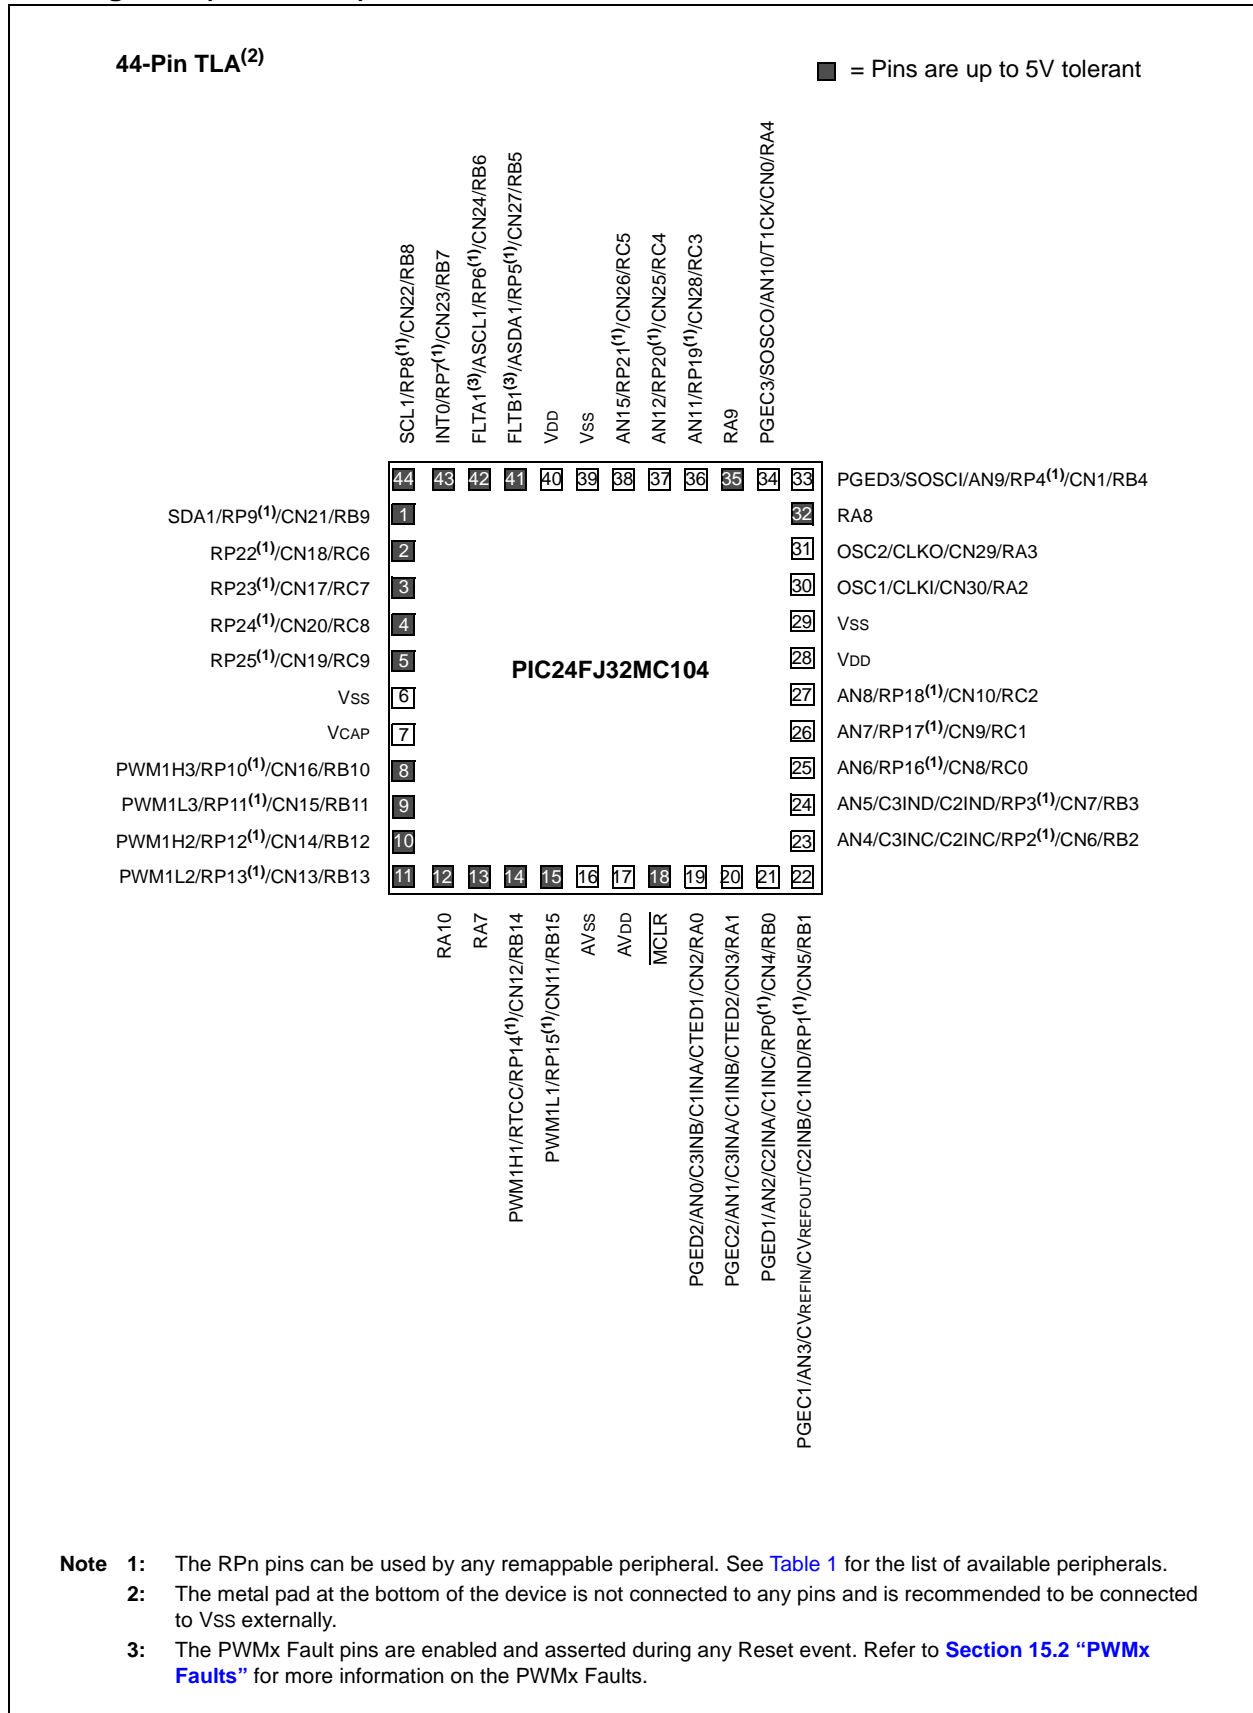 44-Pin TLA(2)
= Pins are up to 5V tolerant
SCL1/RP8(1)/CN22/RB8
INT0/RP7(1)/CN23/RB7
FLTA1(3)/ASCL1/RP6(1)/CN24/RB6
FLTB1(3)/ASDA1/RP5(1)/CN27/RB5
VDD
VSS
AN15/RP21(1)/CN26/RC5
AN12/RP20(1)/CN25/RC4
AN11/RP19(1)/CN28/RC3
RA9
PGEC3/SOSCO/AN10/T1CK/CN0/RA4
44 43 42 41 40 39 38 37 36 35 34 33 PGED3/SOSCI/AN9/RP4(1)/CN1/RB4
SDA1/RP9(1)/CN21/RB9 1 32 RA8
RP22(1)/CN18/RC6 2 31 OSC2/CLKO/CN29/RA3
RP23(1)/CN17/RC7 3 30 OSC1/CLKI/CN30/RA2
RP24(1)/CN20/RC8 4 29 VSS
RP25(1)/CN19/RC9 5 28 VDD
PIC24FJ32MC104
VSS 6 27 AN8/RP18(1)/CN10/RC2
VCAP 7 26 AN7/RP17(1)/CN9/RC1
PWM1H3/RP10(1)/CN16/RB10 8 25 AN6/RP16(1)/CN8/RC0
PWM1L3/RP11(1)/CN15/RB11 9 24 AN5/C3IND/C2IND/RP3(1)/CN7/RB3
PWM1H2/RP12(1)/CN14/RB12 10 23 AN4/C3INC/C2INC/RP2(1)/CN6/RB2
PWM1L2/RP13(1)/CN13/RB13 11 12 13 14 15 16 17 18 19 20 21 22
RA10
RA7
PWM1H1/RTCC/RP14(1)/CN12/RB14
PWM1L1/RP15(1)/CN11/RB15
AVSS
AVDD
MCLR
PGED2/AN0/C3INB/C1INA/CTED1/CN2/RA0
PGEC2/AN1/C3INA/C1INB/CTED2/CN3/RA1
PGED1/AN2/C2INA/C1INC/RP0(1)/CN4/RB0
PGEC1/AN3/CVREFIN/CVREFOUT/C2INB/C1IND/RP1(1)/CN5/RB1
Note 1: The RPn pins can be used by any remappable peripheral. See Table 1 for the list of available peripherals.
2: The metal pad at the bottom of the device is not connected to any pins and is recommended to be connected
to VSS externally.
3: The PWMx Fault pins are enabled and asserted during any Reset event. Refer to Section 15.2 “PWMx
Faults” for more information on the PWMx Faults.